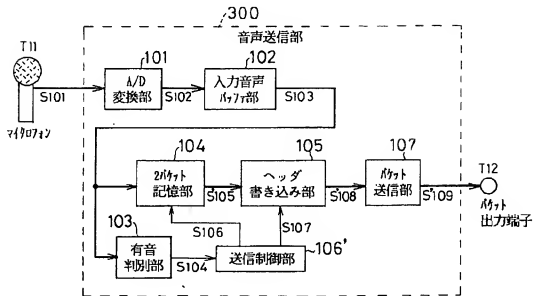 300
音声送信部
T11
マイクロフォン
S101
101
A/D
変換部
S102
102
入力音声
バッファ部
S103
104
2パケット
記憶部
S'105
105
ヘッダ
書き込み部
S'108
107
パケット
送信部
S'109
T12
パケット
出力端子
S106
S107
103
有音
判別部
S104
送信制御部
106'